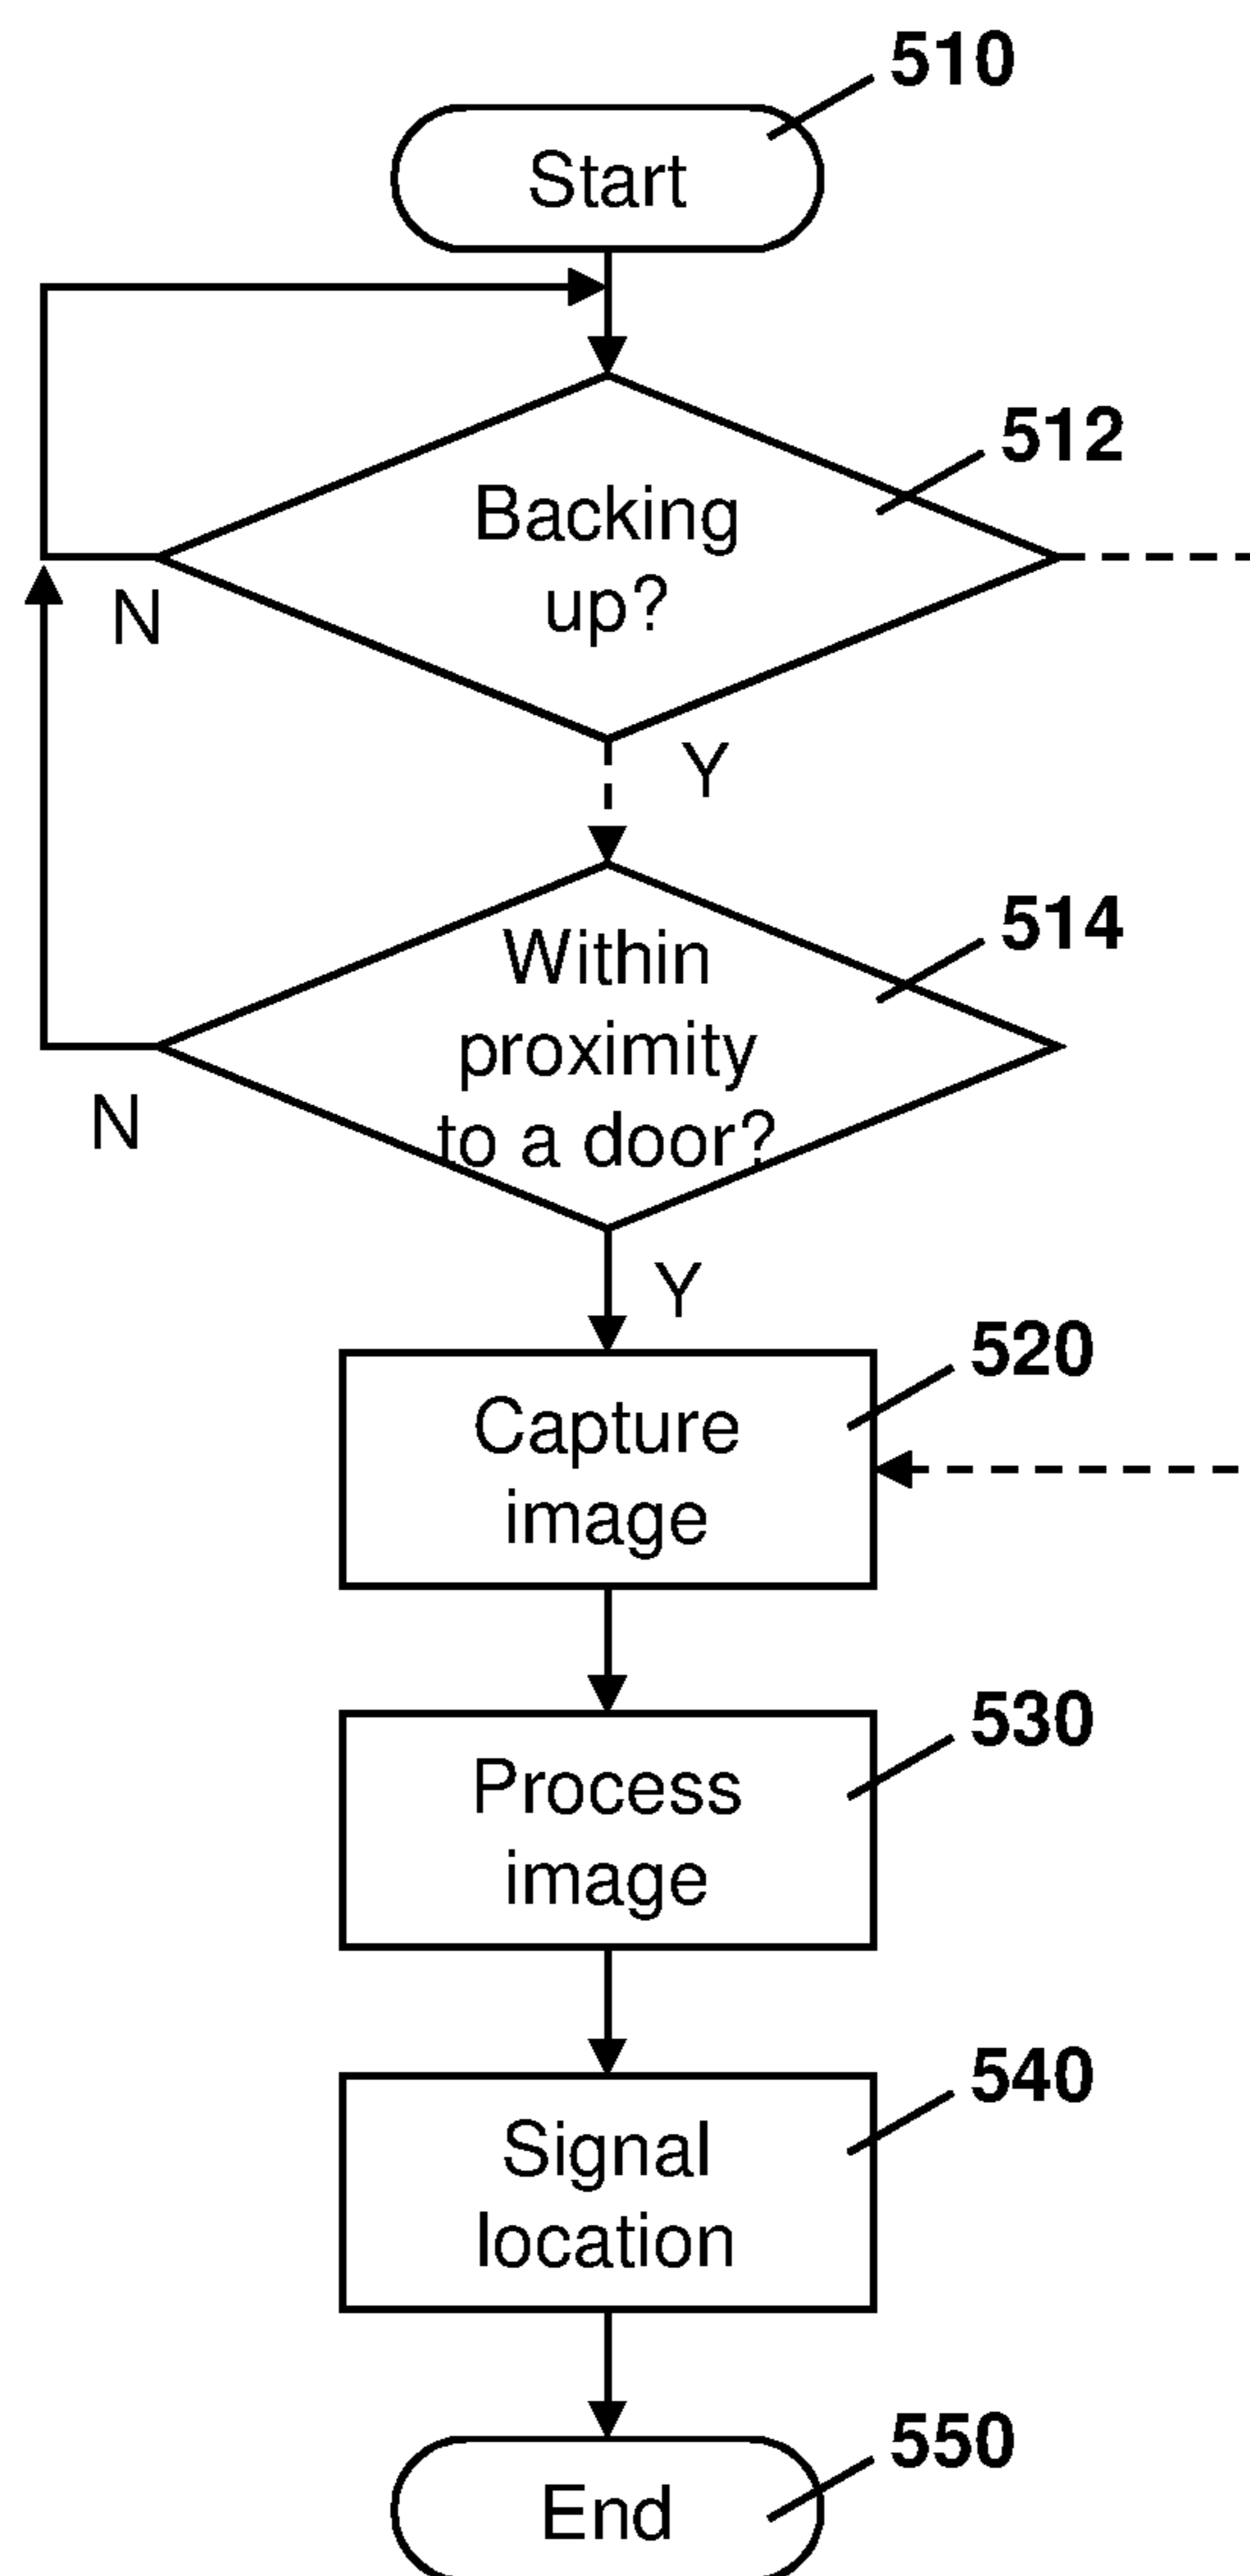 510
Start
512
Backing
up?
N
Y
514
Within
proximity
to a door?
N
Y
520
Capture
image
530
Process
image
540
Signal
location
550
End